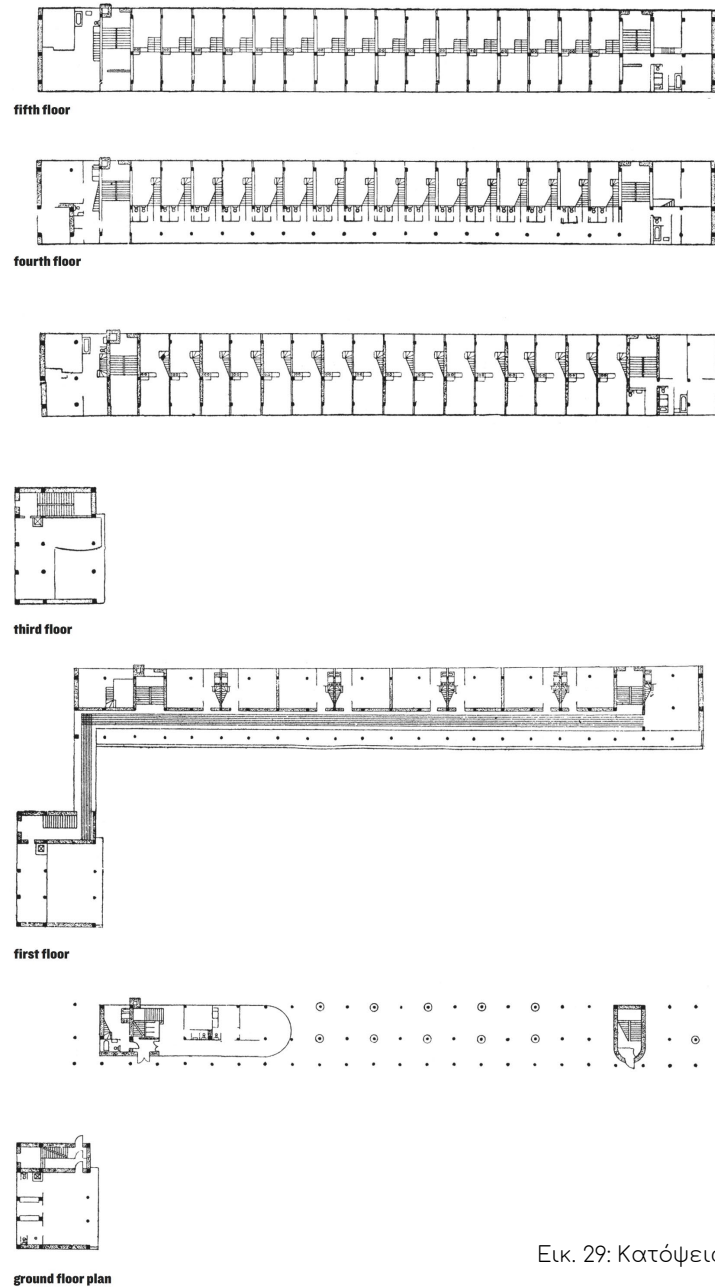 fifth floor
fourth floor
third floor
first floor
ground floor plan
Εικ. 29: Κατόψεις